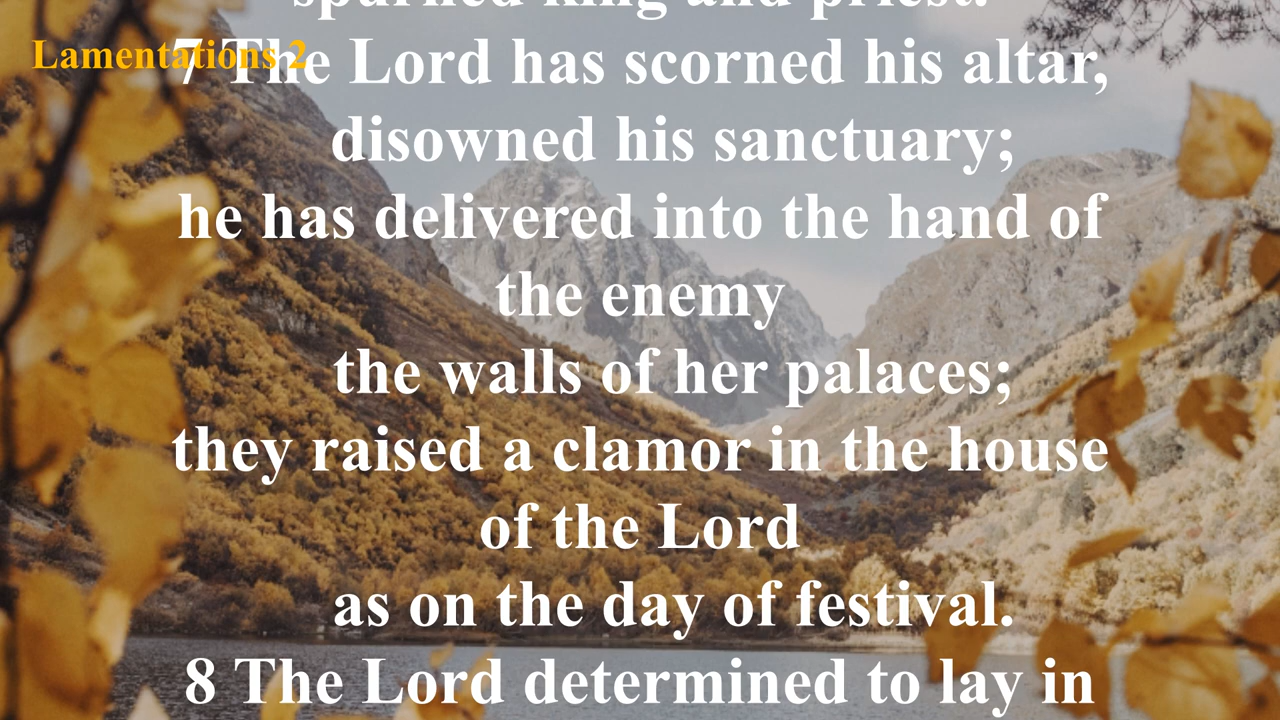 spurned king and priest.
Lamentations 2
7 The Lord has scorned his altar,
disowned his sanctuary;
he has delivered into the hand of
the enemy
the walls of her palaces;
they raised a clamor in the house
of the Lord
as on the day of festival.
8 The Lord determined to lay in